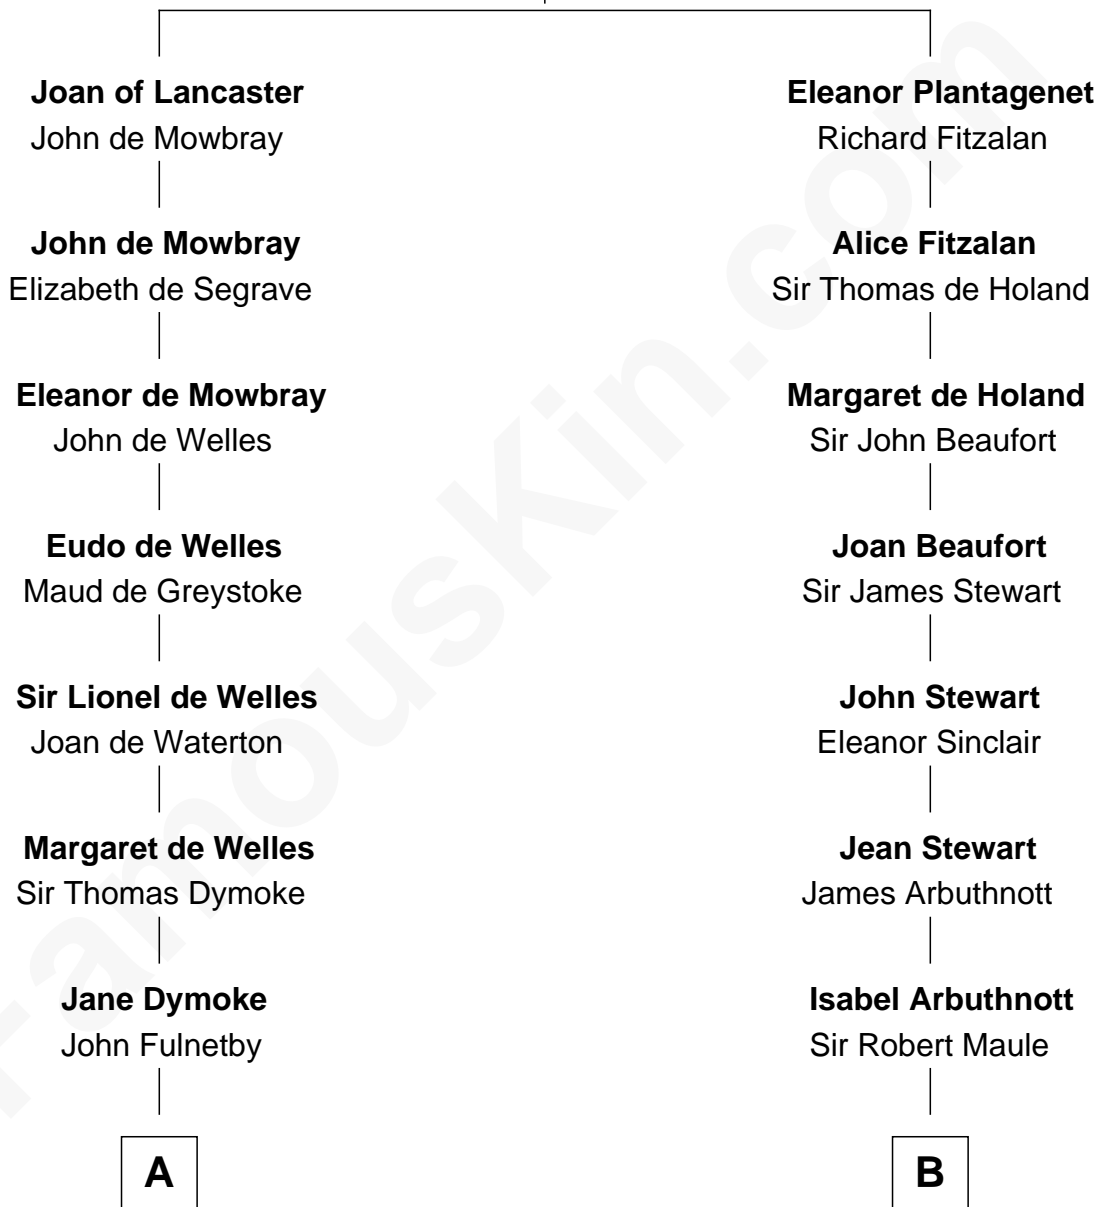 Joan of Lancaster
John de Mowbray
John de Mowbray
Elizabeth de Segrave
Eleanor de Mowbray
John de Welles
Eudo de Welles
Maud de Greystoke
Sir Lionel de Welles
Joan de Waterton
Margaret de Welles
Sir Thomas Dymoke
Jane Dymoke
John Fulnetby
A
Eleanor Plantagenet
Richard Fitzalan
Alice Fitzalan
Sir Thomas de Holand
Margaret de Holand
Sir John Beaufort
Joan Beaufort
Sir James Stewart
John Stewart
Eleanor Sinclair
Jean Stewart
James Arbuthnott
Isabel Arbuthnott
Sir Robert Maule
B
FamousKin.com